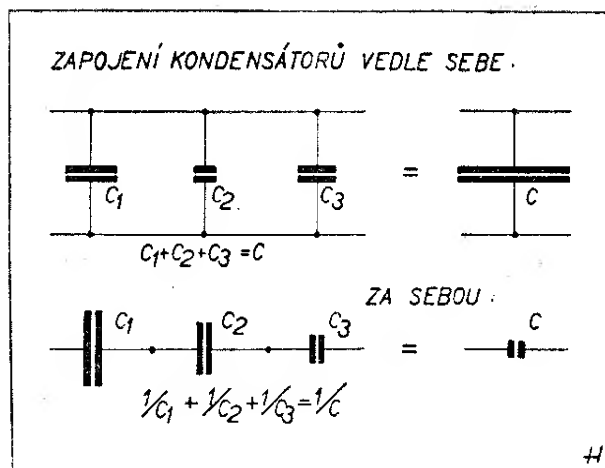 ZAPOJENÍ KONDENSÁTORŮ VEDLE SEBE.
C1 C2 C3 = C
C1+C2+C3=C
ZA SEBOU:
C1 C2 C3 = C
1/C1 + 1/C2 + 1/C3 = 1/C
H